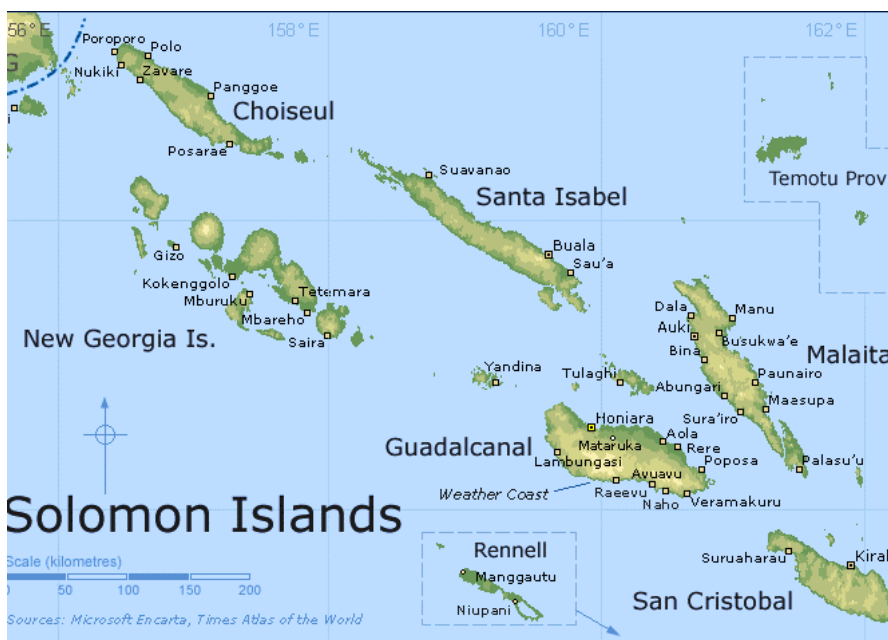 56°E
158°E
160°E
162°E
Poroporo
Polo
Nukiki
Zavare
G
Panggoe
Choiseul
i
Posarae
Suavanao
Santa Isabel
Temotu Prov
Buala
Sau'a
Gizo
Kokenggolo
Mburuku
Tetemara
Mbareho
Saira
New Georgia Is.
Dala
Manu
Auki
Busukwa'e
Bina
Malaita
Yandina
Tulaghi
Abungari
Paunairo
Maasupa
Sura'iro
Honiara
Guadalcanal
Mataruka
Aola
Rere
Lambungasi
Avuavu
Poposa
Palasu'u
Weather Coast
Raeevu
Naho
Veramakuru
Solomon Islands
Rennell
Manggautu
Niupani
Suruaharau
Kirak
San Cristobal
Scale (kilometres)
0 50 100 150 200
Sources: Microsoft Encarta, Times Atlas of the World